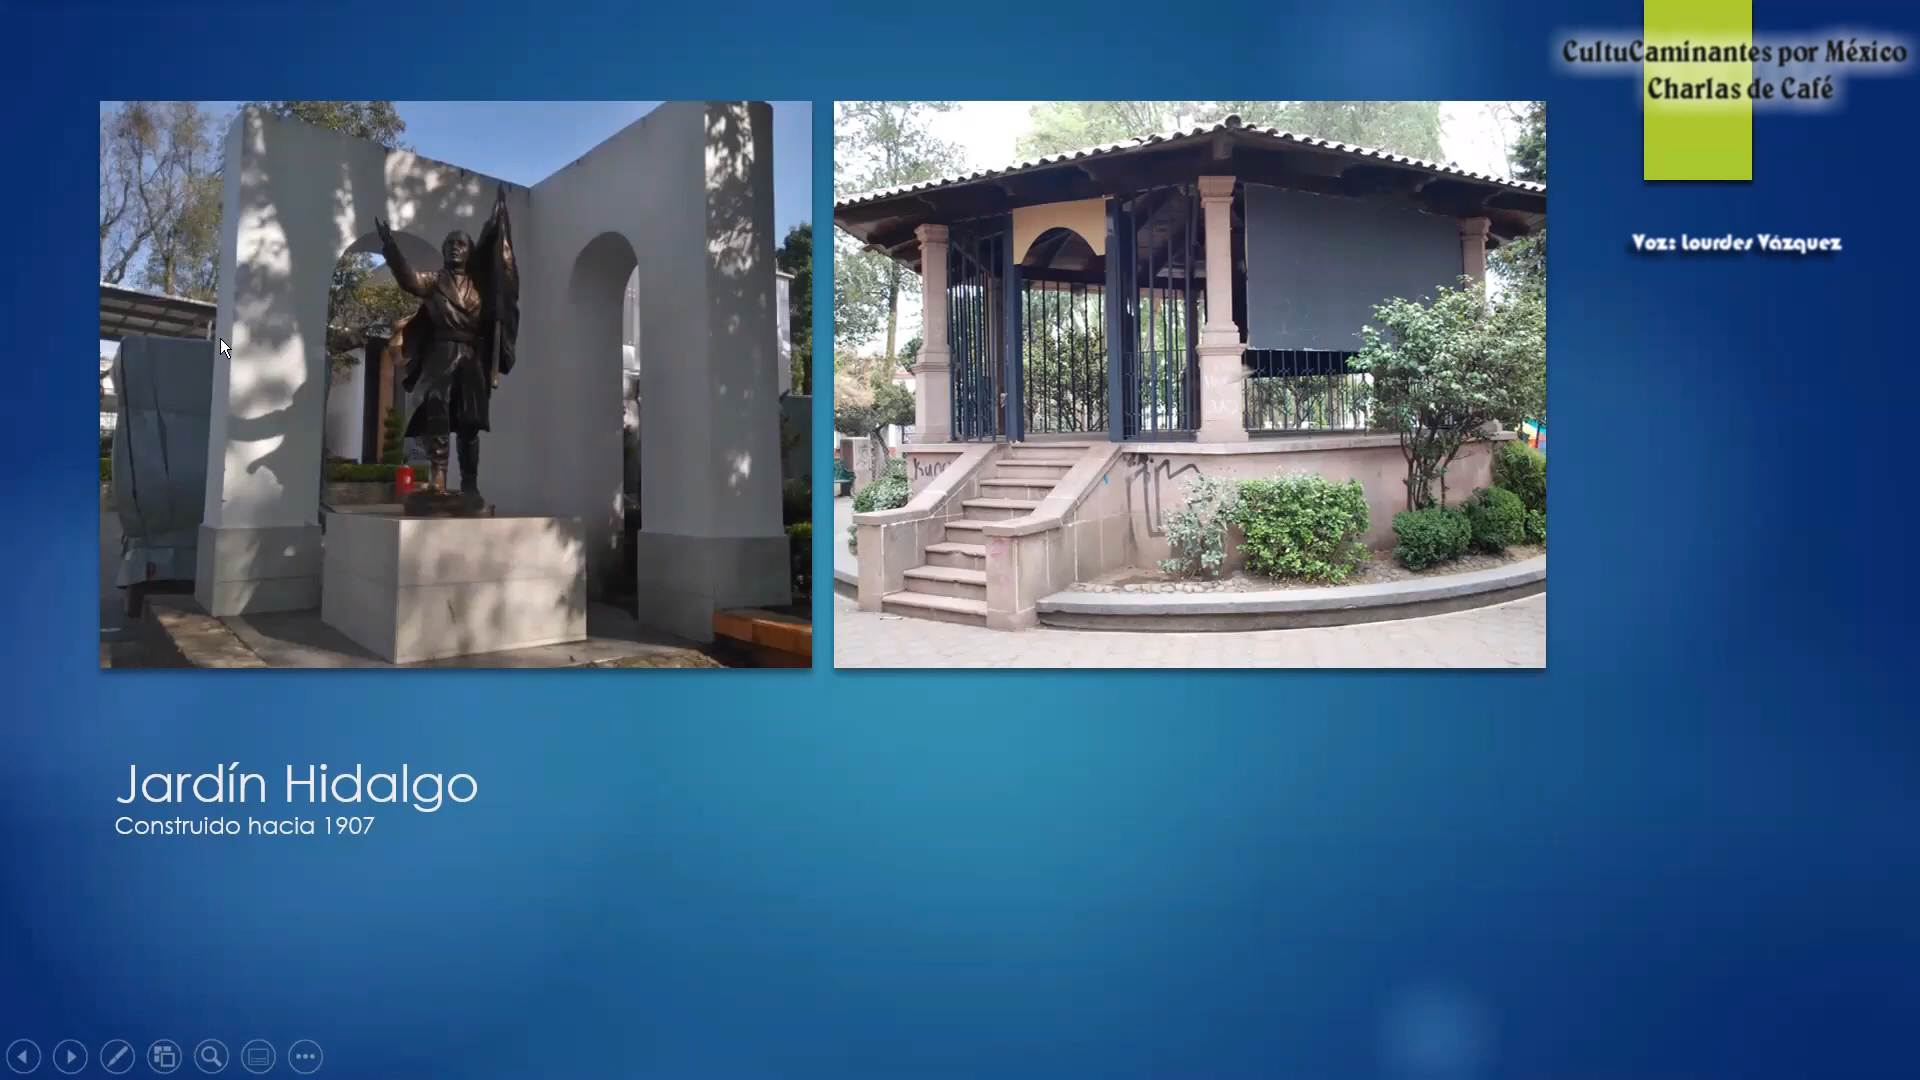 CultuCaminantes por México
Charlas de Café
Voz: Lourdes Vázquez
Jardín Hidalgo
Construido hacia 1907